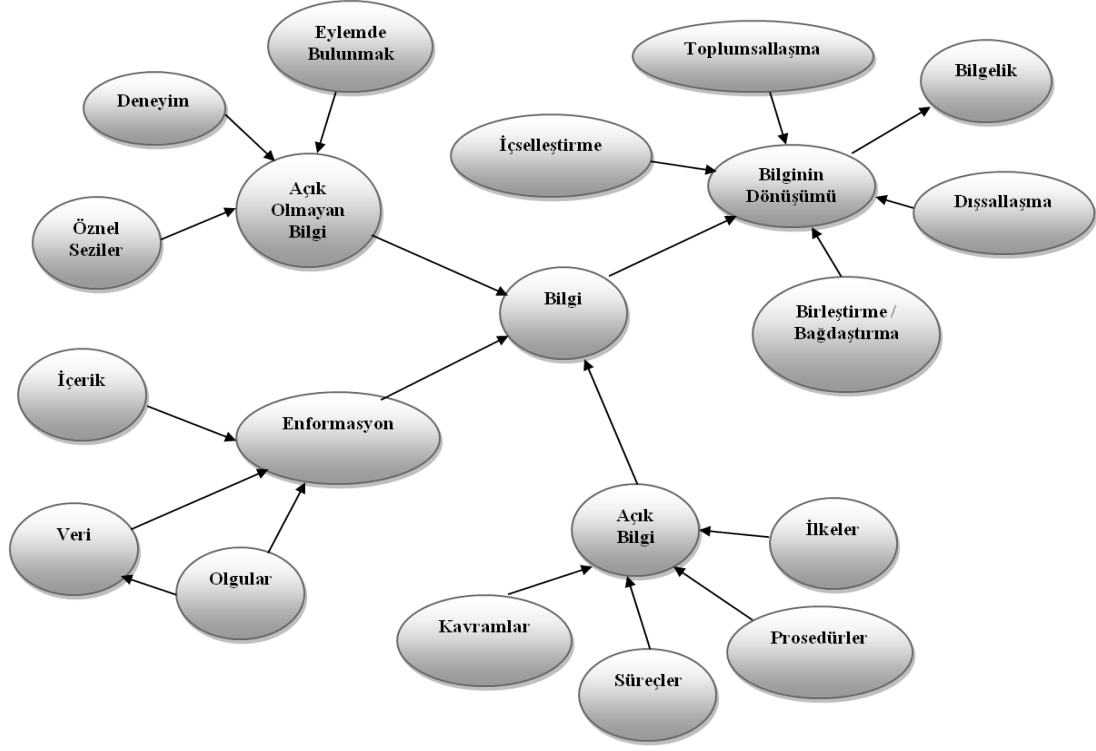 Eylemde
Bulunmak
Toplumsallaşma
Bilgelik
Deneyim
İçselleştirme
Bilginin
Dönüşümü
Açık
Olmayan
Bilgi
Dışsallaşma
Öznel
Seziler
Bilgi
Birleştirme /
Bağdaştırma
İçerik
Enformasyon
Veri
Olgular
Açık
Bilgi
İlkeler
Kavramlar
Süreçler
Prosedürler